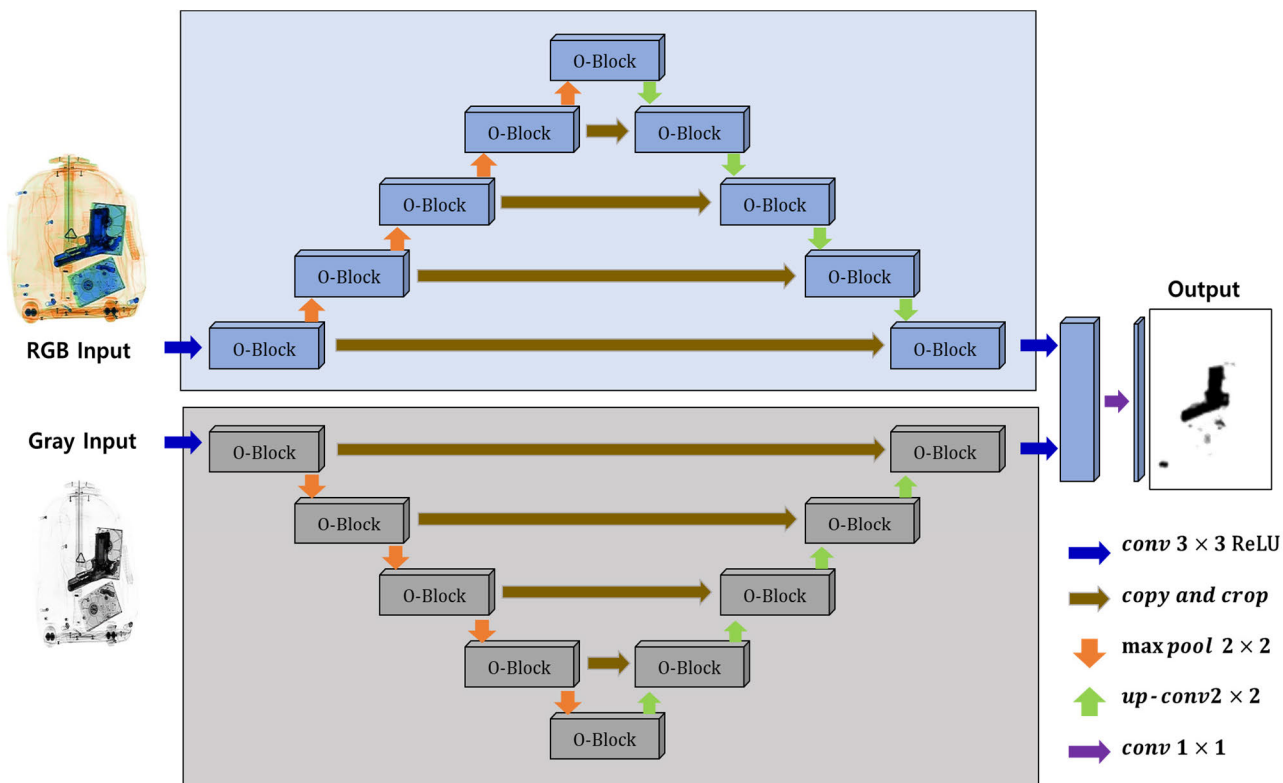 O-Block
O-Block
O-Block
O-Block
O-Block
O-Block
O-Block
O-Block
O-Block
RGB Input
Output
Gray Input
O-Block
O-Block
O-Block
O-Block
O-Block
O-Block
O-Block
O-Block
O-Block
conv 3 × 3 ReLU
copy and crop
max pool 2 × 2
up-conv2 × 2
conv 1 × 1